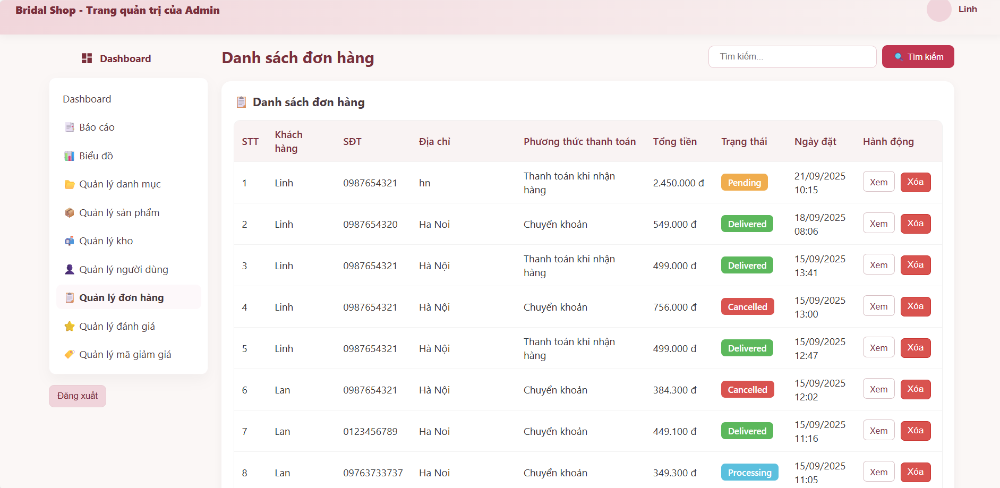 Bridal Shop - Trang quản trị của Admin
Linh
Dashboard
Dashboard
Báo cáo
Biểu đồ
Quản lý danh mục
Quản lý sản phẩm
Quản lý kho
Quản lý người dùng
Quản lý đơn hàng
Quản lý đánh giá
Quản lý mã giảm giá
Đăng xuất
Danh sách đơn hàng
Tìm kiếm...
Tìm kiếm
Danh sách đơn hàng
STT Khách hàng SĐT Địa chỉ Phương thức thanh toán Tổng tiền Trạng thái Ngày đặt Hành động
1 Linh 0987654321 hn Thanh toán khi nhận hàng 2.450.000 đ Pending 21/09/2025 10:15 Xem Xóa
2 Linh 0987654320 Ha Noi Chuyển khoản 549.000 đ Delivered 18/09/2025 08:06 Xem Xóa
3 Linh 0987654321 Hà Nội Thanh toán khi nhận hàng 499.000 đ Delivered 15/09/2025 13:41 Xem Xóa
4 Linh 0987654321 Hà Nội Chuyển khoản 756.000 đ Cancelled 15/09/2025 13:00 Xem Xóa
5 Linh 0987654321 Hà Nội Thanh toán khi nhận hàng 499.000 đ Delivered 15/09/2025 12:47 Xem Xóa
6 Lan 0987654321 Hà Nội Chuyển khoản 384.300 đ Cancelled 15/09/2025 12:02 Xem Xóa
7 Lan 0123456789 Ha Noi Chuyển khoản 449.100 đ Delivered 15/09/2025 11:16 Xem Xóa
8 Lan 09763733737 Ha Noi Chuyển khoản 349.300 đ Processing 15/09/2025 11:05 Xem Xóa